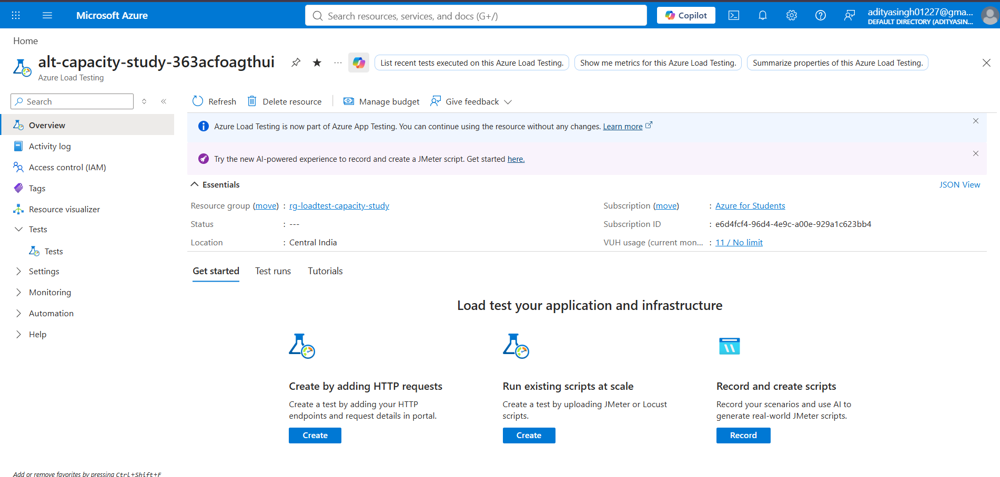 Microsoft Azure
Search resources, services, and docs (G+/)
Copilot
adityasingh01227@gma...
DEFAULT DIRECTORY (ADITYASIN...
Home
alt-capacity-study-363acfoagthui
Azure Load Testing
List recent tests executed on this Azure Load Testing.
Show me metrics for this Azure Load Testing.
Summarize properties of this Azure Load Testing.
Search
Overview
Activity log
Access control (IAM)
Tags
Resource visualizer
Tests
Tests
Settings
Monitoring
Automation
Help
Add or remove favorites by pressing Ctrl+Shift+F
Refresh
Delete resource
Manage budget
Give feedback
Azure Load Testing is now part of Azure App Testing. You can continue using the resource without any changes. Learn more
Try the new AI-powered experience to record and create a JMeter script. Get started here.
Essentials
JSON View
Resource group (move) : rg-loadtest-capacity-study
Status : ---
Location : Central India
Subscription (move) : Azure for Students
Subscription ID : e6d4fcf4-96d4-4e9c-a00e-929a1c623bb4
VUH usage (current mon... : 11 / No limit
Get started
Test runs
Tutorials
Load test your application and infrastructure
Create by adding HTTP requests
Create a test by adding your HTTP
endpoints and request details in portal.
Create
Run existing scripts at scale
Create a test by uploading JMeter or Locust
scripts.
Create
Record and create scripts
Record your scenarios and use AI to
generate real-world JMeter scripts.
Record